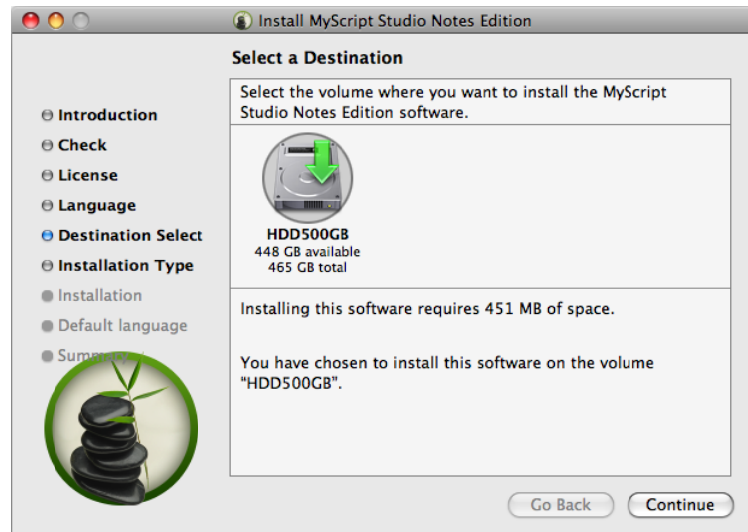 Install MyScript Studio Notes Edition
Select a Destination
Introduction
Check
License
Language
Destination Select
Installation Type
Installation
Default language
Summary
Select the volume where you want to install the MyScript
Studio Notes Edition software.
HDD500GB
448 GB available
465 GB total
Installing this software requires 451 MB of space.
You have chosen to install this software on the volume
“HDD500GB”.
Go Back
Continue